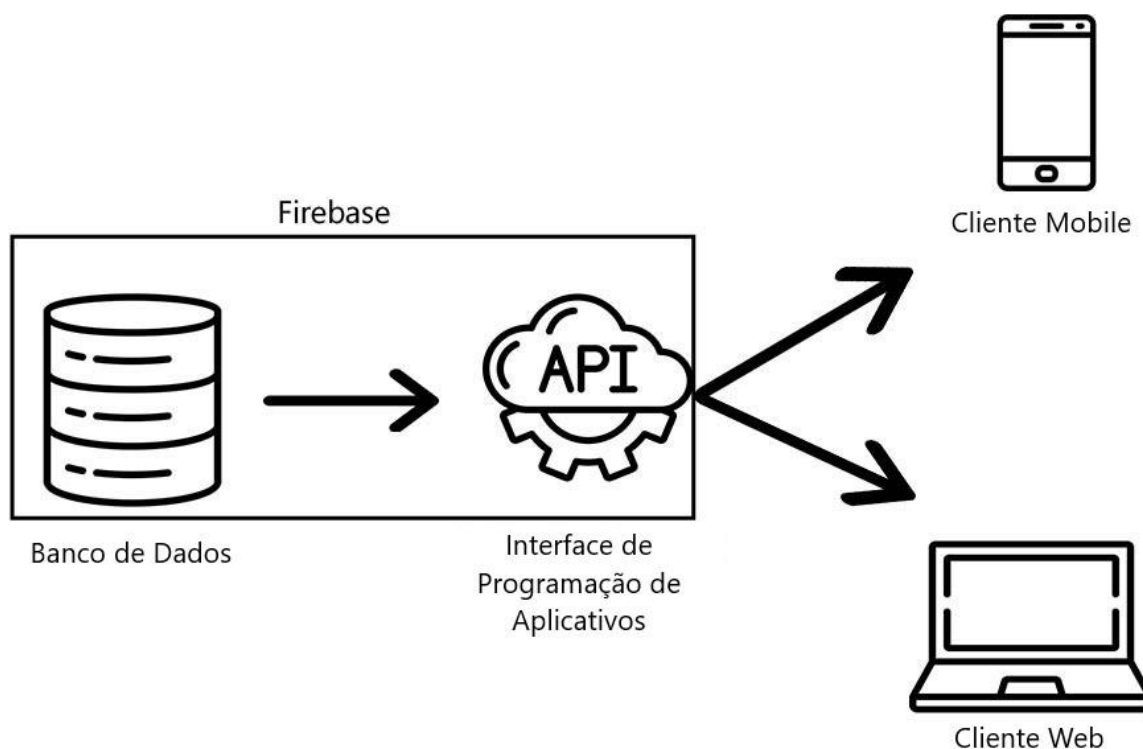 Cliente Mobile
Firebase
API
Banco de Dados
Interface de
Programação de
Aplicativos
Cliente Web